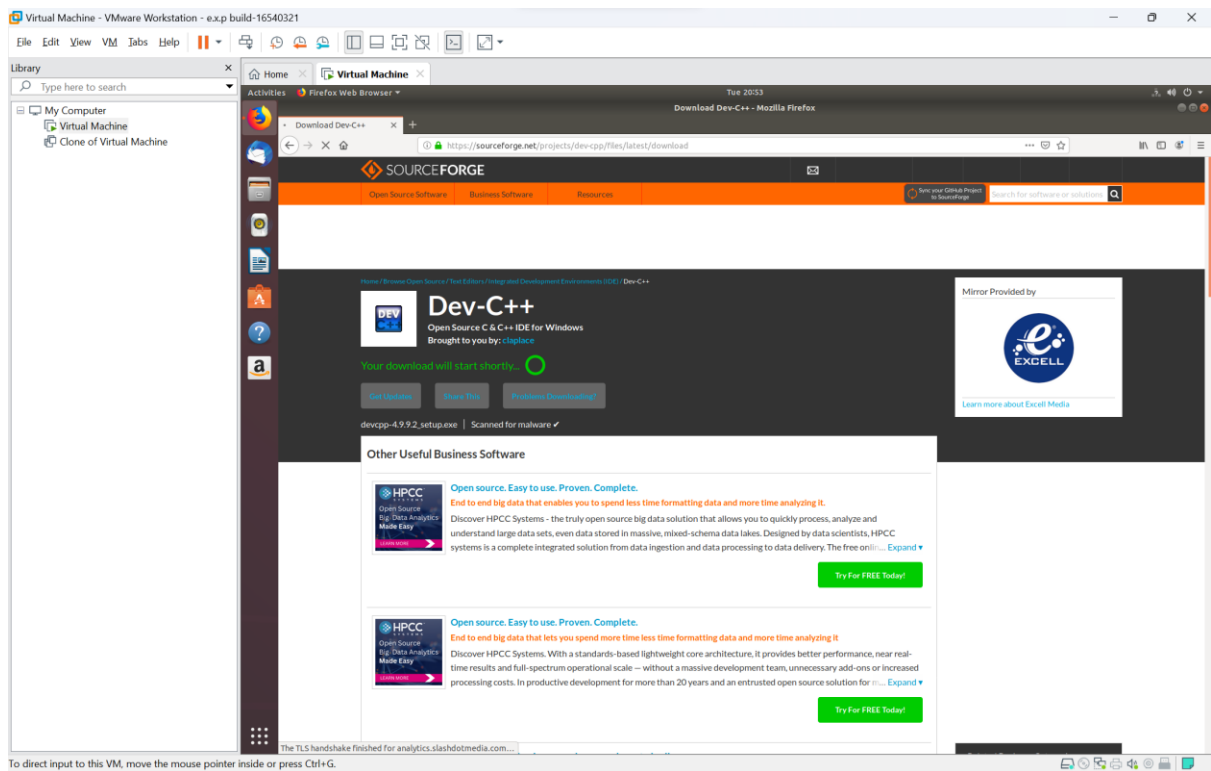 Virtual Machine - VMware Workstation - e.x.p build-16540321
File Edit View VM Tabs Help
Library
Type here to search
My Computer
Virtual Machine
Clone of Virtual Machine
Home
Virtual Machine
Activities Firefox Web Browser Tue 20:53
Download Dev-C++ - Mozilla Firefox
Download Dev-C++
https://sourceforge.net/projects/dev-cpp/files/latest/download
SOURCEFORGE
Open Source Software Business Software Resources
Sync your GitHub Project
to SourceForge
Search for software or solutions
Home / Browse Open Source / Text Editors / Integrated Development Environments (IDE) / Dev-C++
DEV
Dev-C++
Open Source C & C++ IDE for Windows
Brought to you by: claplace
Your download will start shortly...
Get Updates Share This Problems Downloading?
devcpp-4.9.9.2_setup.exe | Scanned for malware ✔
Mirror Provided by
EXCELL
Learn more about Excell Media
Other Useful Business Software
HPCC
SYSTEMS
Open Source
Big Data Analytics
Made Easy
LEARN MORE
Open source. Easy to use. Proven. Complete.
End to end big data that enables you to spend less time formatting data and more time analyzing it.
Discover HPCC Systems - the truly open source big data solution that allows you to quickly process, analyze and
understand large data sets, even data stored in massive, mixed-schema data lakes. Designed by data scientists, HPCC
systems is a complete integrated solution from data ingestion and data processing to data delivery. The free onlin... Expand ▾
Try For FREE Today!
HPCC
SYSTEMS
Open Source
Big Data Analytics
Made Easy
LEARN MORE
Open source. Easy to use. Proven. Complete.
End to end big data that lets you spend more time less time formatting data and more time analyzing it
Discover HPCC Systems. With a standards-based lightweight core architecture, it provides better performance, near real-
time results and full-spectrum operational scale — without a massive development team, unnecessary add-ons or increased
processing costs. In productive development for more than 20 years and an entrusted open source solution for m... Expand ▾
Try For FREE Today!
The TLS handshake finished for analytics.slashdotmedia.com...
To direct input to this VM, move the mouse pointer inside or press Ctrl+G.